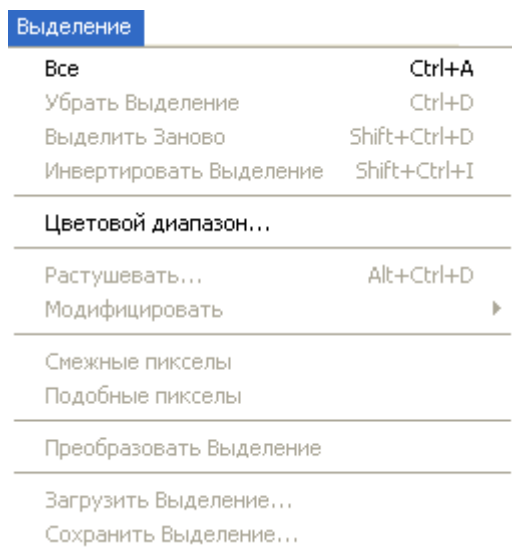 Выделение
Все Ctrl+A
Убрать Выделение Ctrl+D
Выделить Заново Shift+Ctrl+D
Инвертировать Выделение Shift+Ctrl+I
Цветовой диапазон...
Растушевать... Alt+Ctrl+D
Модифицировать
Смежные пикселы
Подобные пикселы
Преобразовать Выделение
Загрузить Выделение...
Сохранить Выделение...